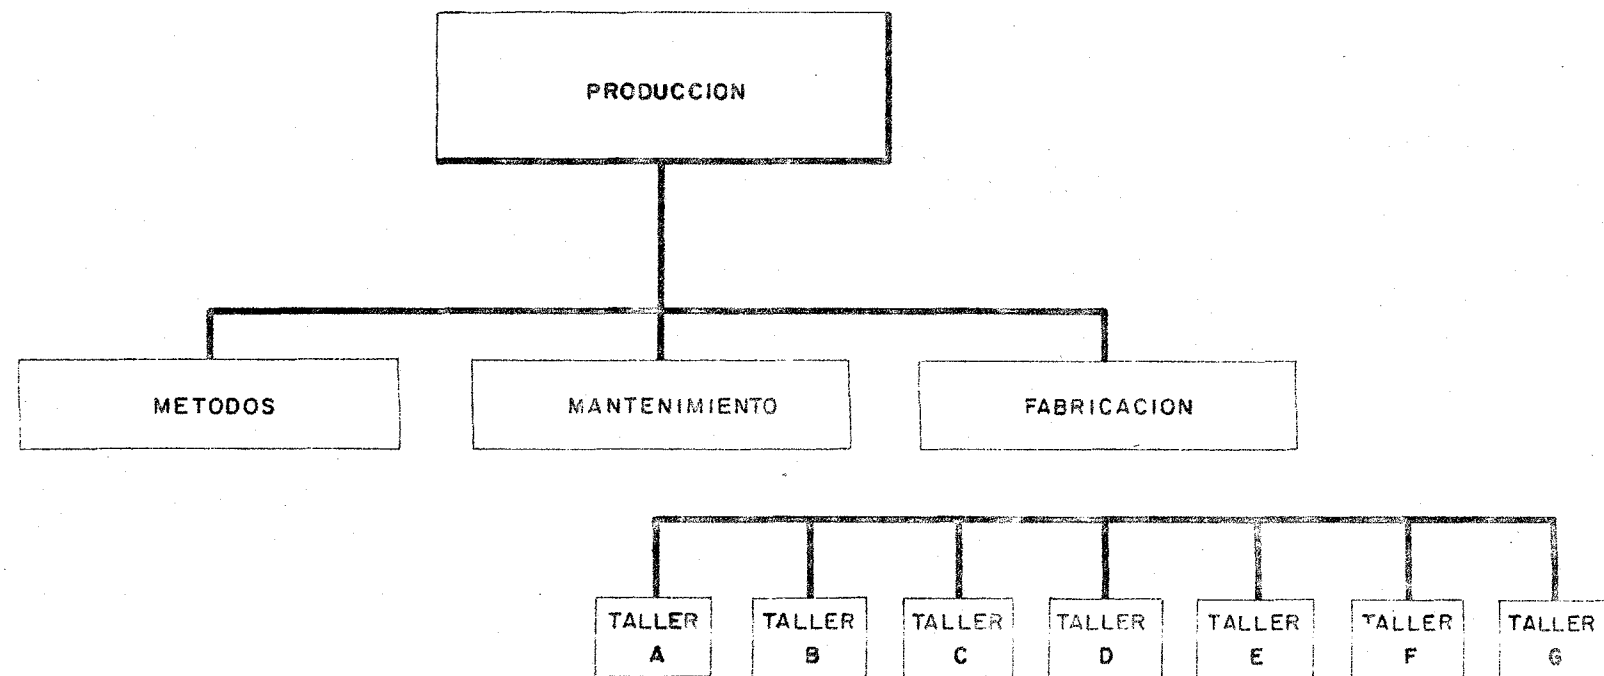 PRODUCCION
METODOS
MANTENIMIENTO
FABRICACION
TALLER
A
TALLER
B
TALLER
C
TALLER
D
TALLER
E
TALLER
F
TALLER
G